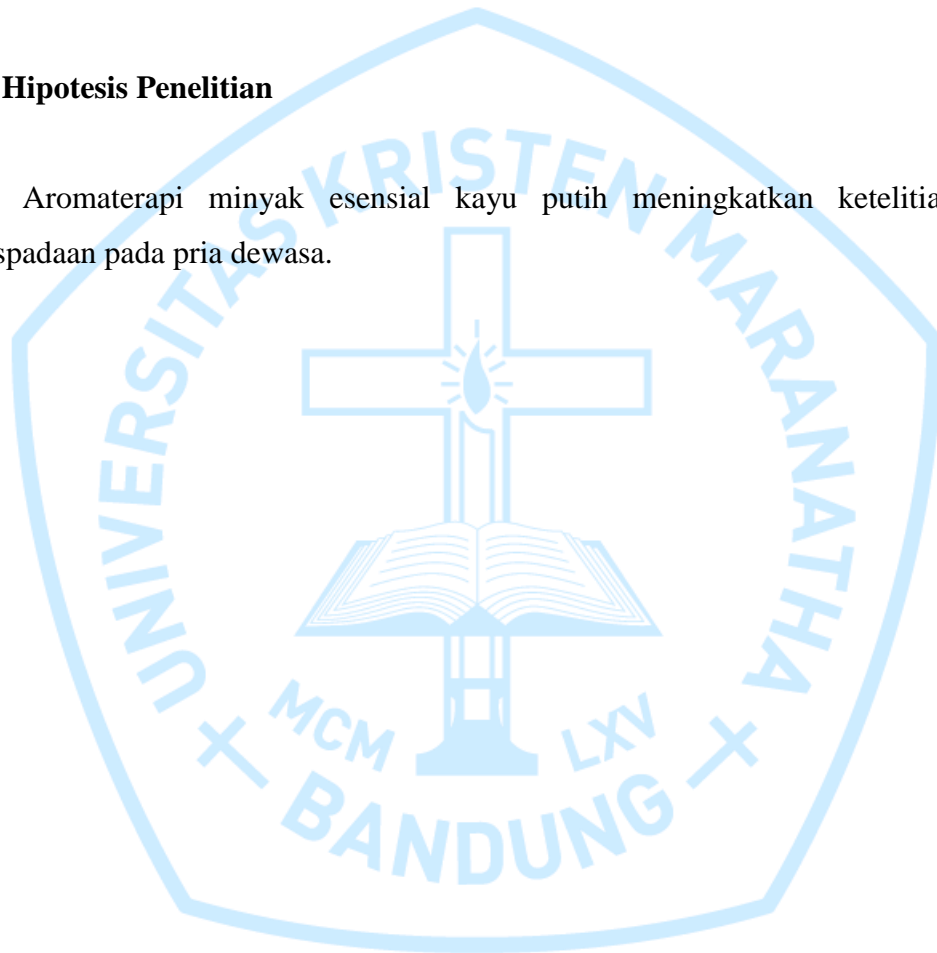 Hipotesis Penelitian
Aromaterapi minyak esensial kayu putih meningkatkan ketelitia
spadaan pada pria dewasa.
UNIVERSITAS KRISTEN MARANATHA
MCM LXV
BANDUNG